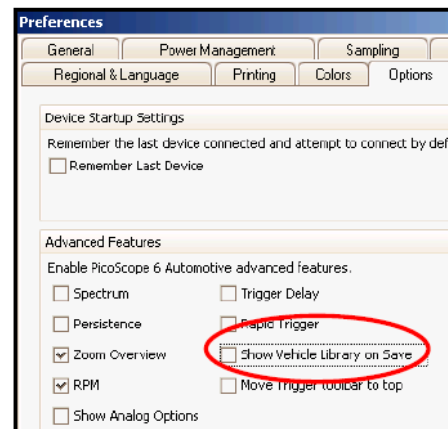 Preferences
General Power Management Sampling
Regional & Language Printing Colors Options
Device Startup Settings
Remember the last device connected and attempt to connect by def
Remember Last Device
Advanced Features
Enable PicoScope 6 Automotive advanced features.
Spectrum Trigger Delay
Persistence Rapid Trigger
Zoom Overview Show Vehicle Library on Save
RPM Move Trigger toolbar to top
Show Analog Options